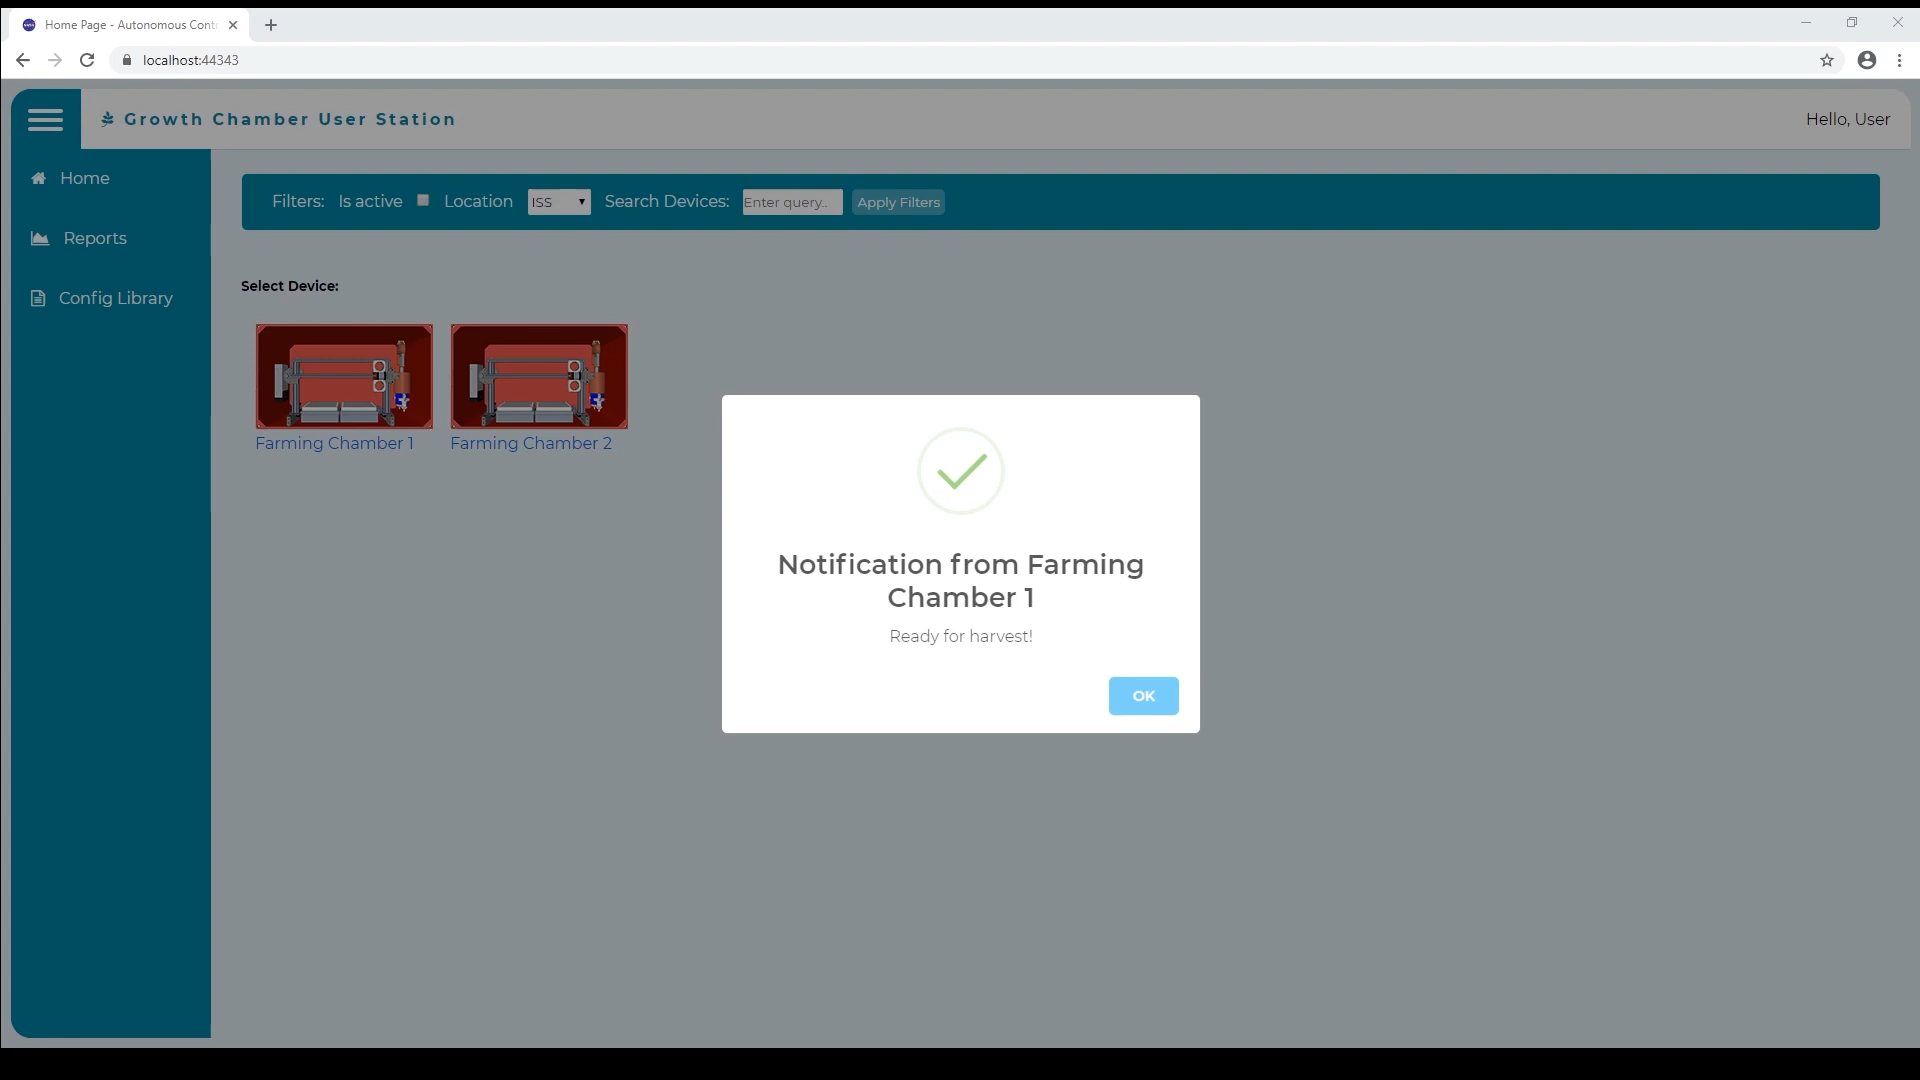 Home Page - Autonomous Contr
localhost:44343
Growth Chamber User Station
Hello, User
Home
Reports
Config Library
Filters: Is active Location ISS Search Devices: Enter query.. Apply Filters
Select Device:
Farming Chamber 1
Farming Chamber 2
Notification from Farming
Chamber 1
Ready for harvest!
OK